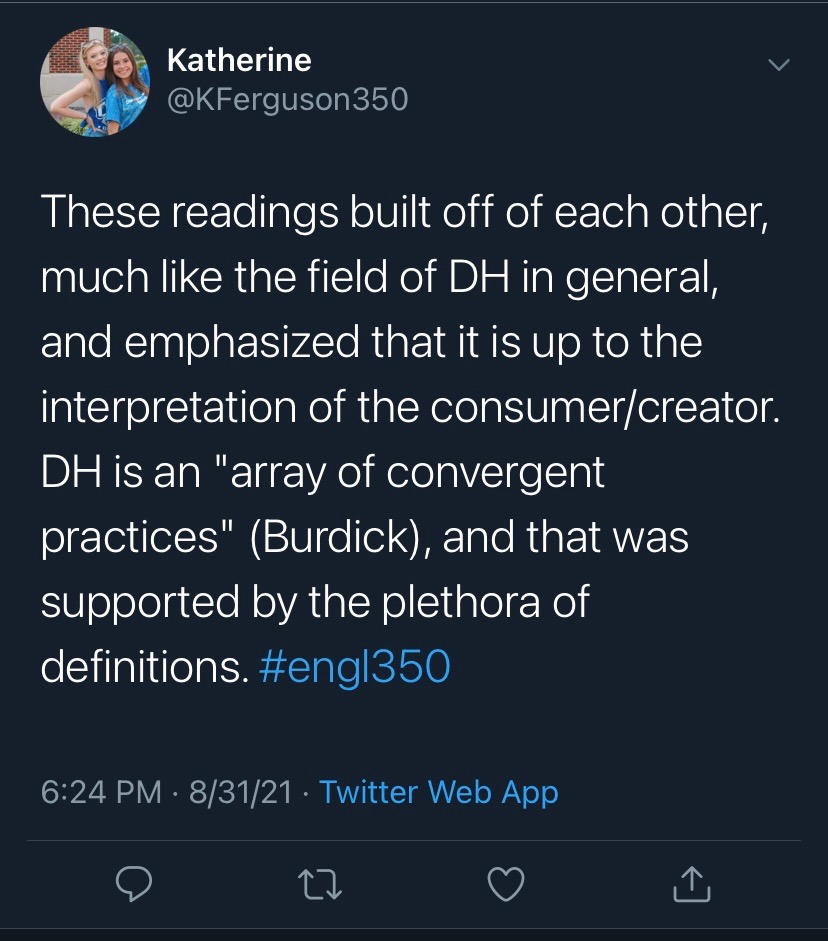 Katherine
@KFerguson350
These readings built off of each other,
much like the field of DH in general,
and emphasized that it is up to the
interpretation of the consumer/creator.
DH is an "array of convergent
practices" (Burdick), and that was
supported by the plethora of
definitions. #engl350
6:24 PM · 8/31/21 · Twitter Web App